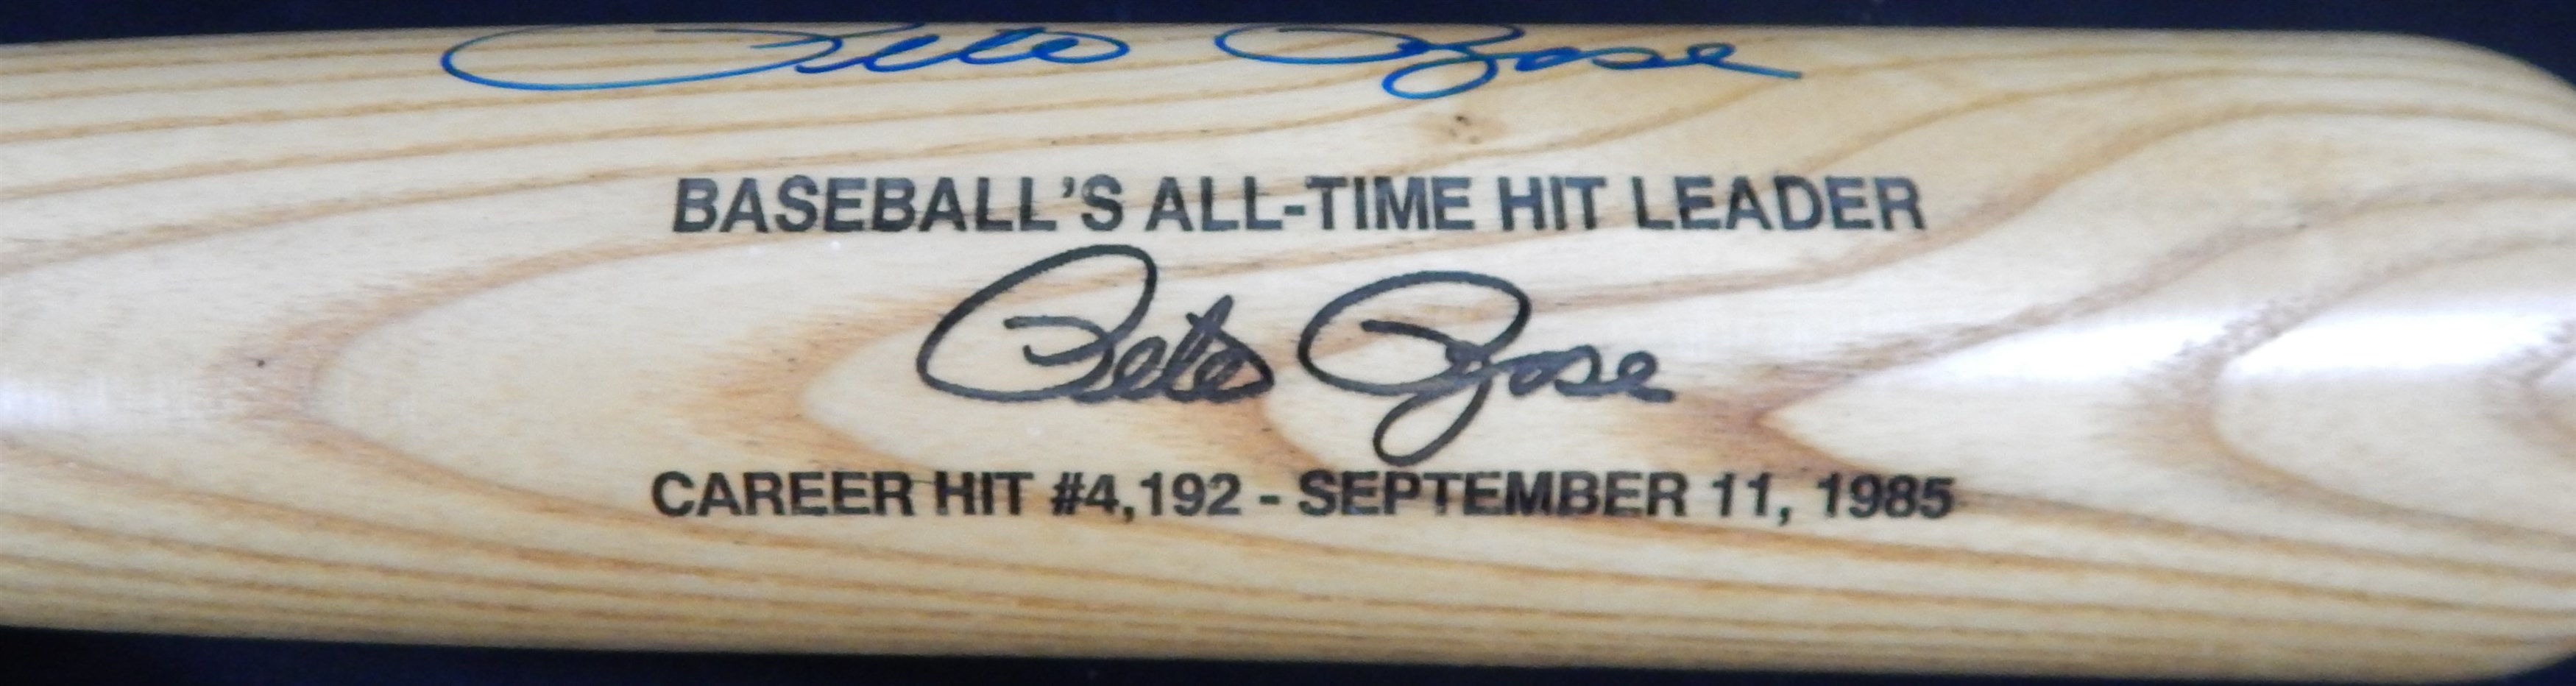 Pete Rose
BASEBALL'S ALL-TIME HIT LEADER
Pete Rose
CAREER HIT #4,192 - SEPTEMBER 11, 1985